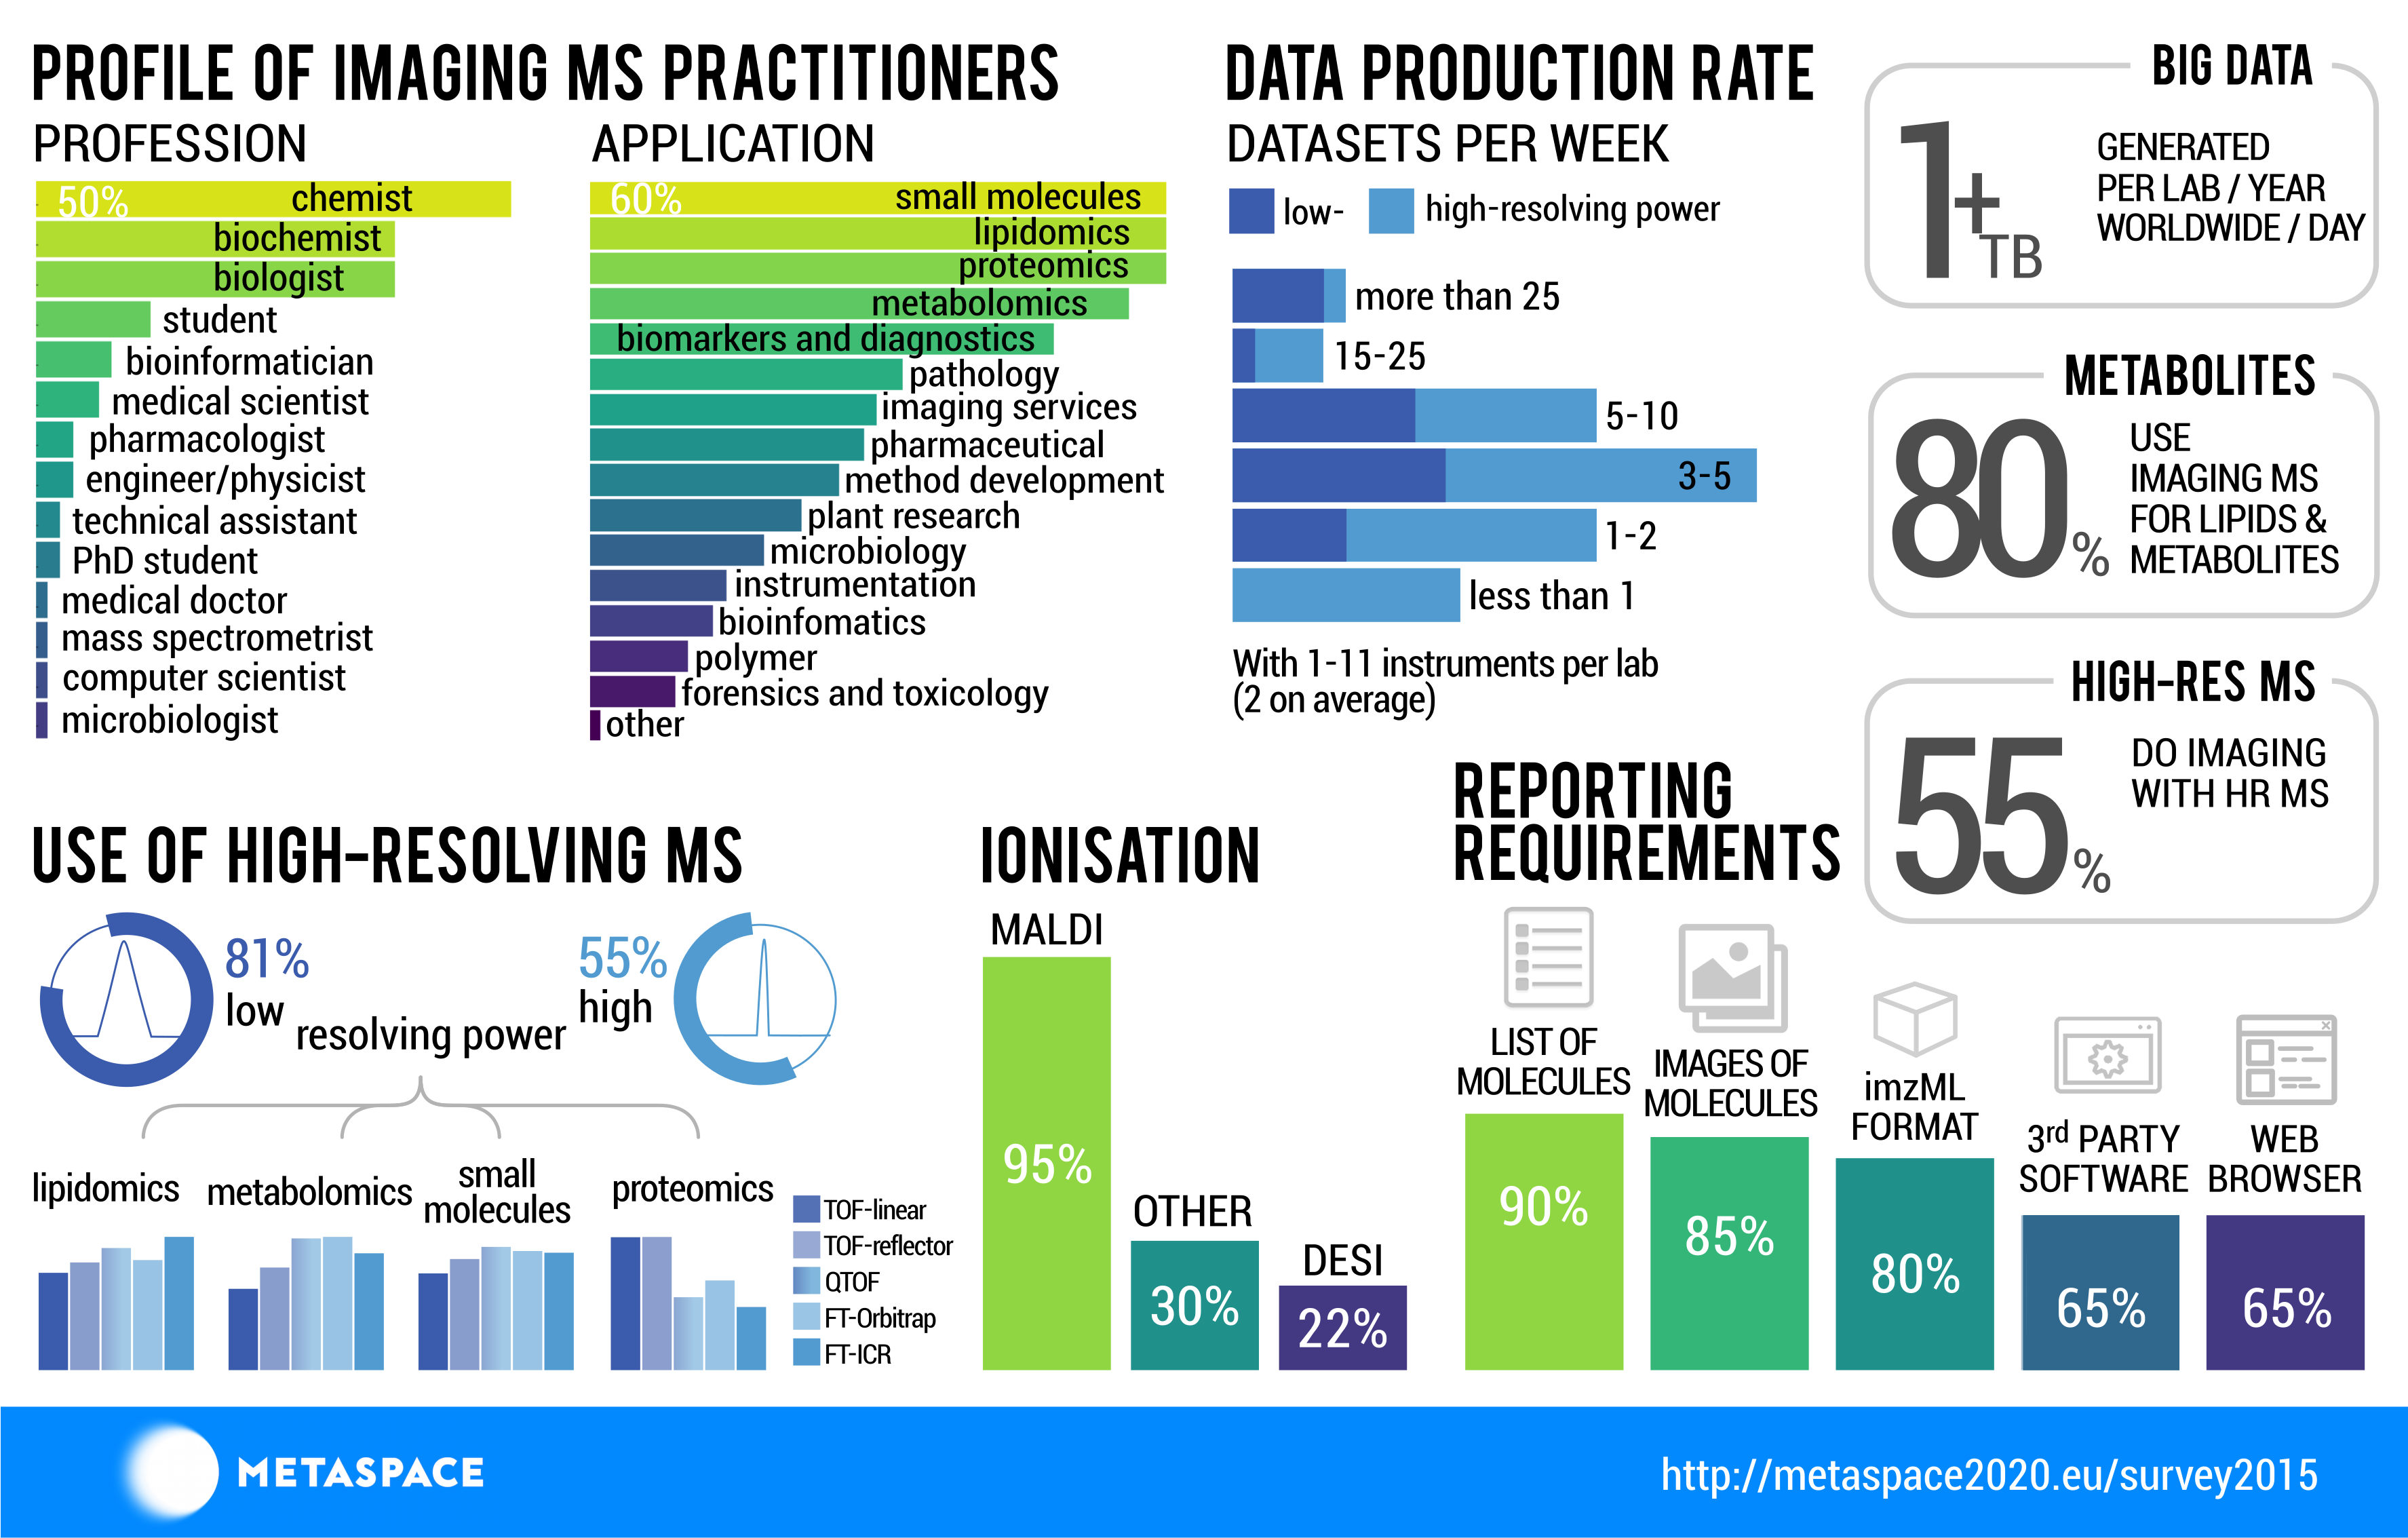 PROFILE OF IMAGING MS PRACTITIONERS
PROFESSION
50% chemist
biochemist
biologist
student
bioinformatician
medical scientist
pharmacologist
engineer/physicist
technical assistant
PhD student
medical doctor
mass spectrometrist
computer scientist
microbiologist
APPLICATION
60% small molecules
lipidomics
proteomics
metabolomics
biomarkers and diagnostics
pathology
imaging services
pharmaceutical
method development
plant research
microbiology
instrumentation
bioinfomatics
polymer
forensics and toxicology
other
DATA PRODUCTION RATE
DATASETS PER WEEK
low- high-resolving power
more than 25
15-25
5-10
3-5
1-2
less than 1
With 1-11 instruments per lab
(2 on average)
BIG DATA
1+ TB
GENERATED
PER LAB / YEAR
WORLDWIDE / DAY
METABOLITES
80%
USE
IMAGING MS
FOR LIPIDS &
METABOLITES
HIGH-RES MS
55%
DO IMAGING
WITH HR MS
USE OF HIGH-RESOLVING MS
81%
low
resolving power
55%
high
lipidomics
metabolomics
small
molecules
proteomics
TOF-linear
TOF-reflector
QTOF
FT-Orbitrap
FT-ICR
IONISATION
MALDI
95%
OTHER
30%
DESI
22%
REPORTING
REQUIREMENTS
LIST OF
MOLECULES
90%
IMAGES OF
MOLECULES
85%
imzML
FORMAT
80%
3rd PARTY
SOFTWARE
65%
WEB
BROWSER
65%
METASPACE
http://metaspace2020.eu/survey2015